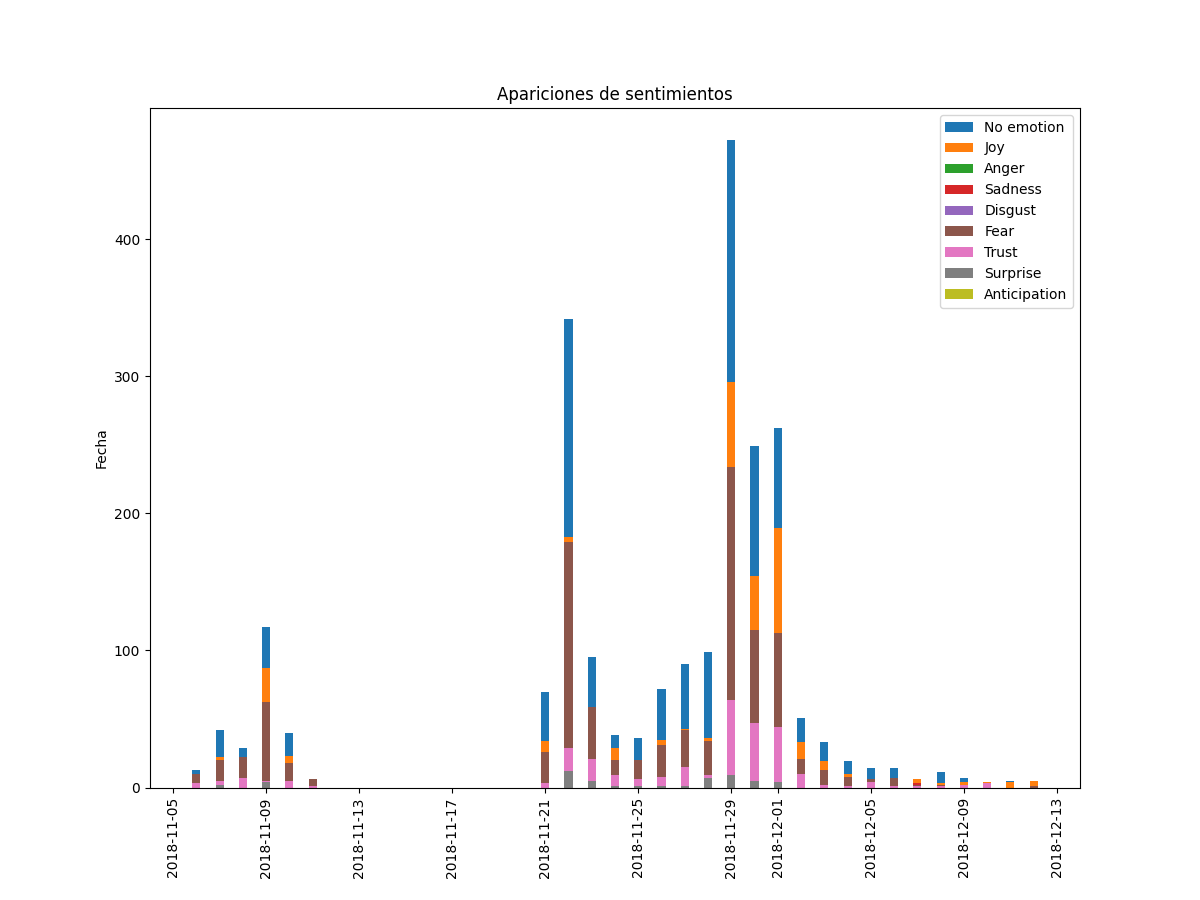 Apariciones de sentimientos
No emotion
Joy
Anger
Sadness
Disgust
Fear
Trust
Surprise
Anticipation
Fecha
400
300
200
100
0
2018-11-05
2018-11-09
2018-11-13
2018-11-17
2018-11-21
2018-11-25
2018-11-29
2018-12-01
2018-12-05
2018-12-09
2018-12-13